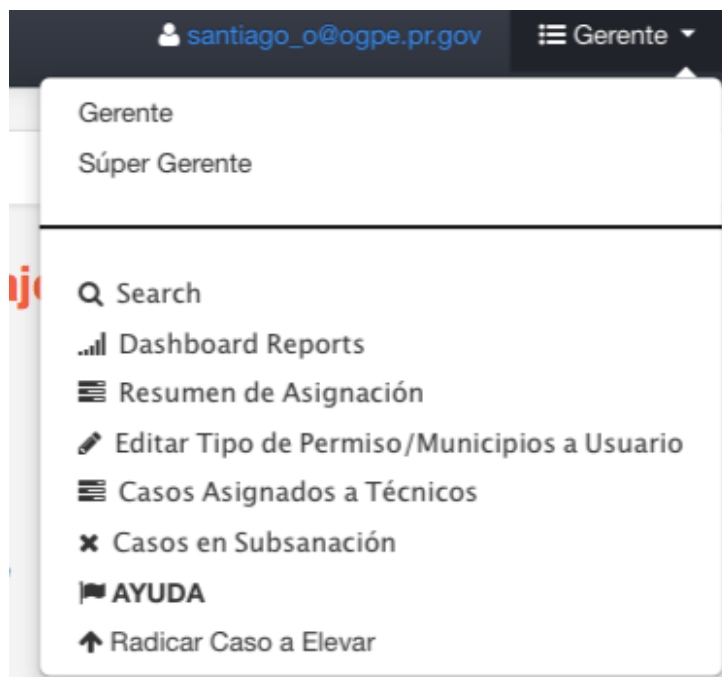 santiago_o@ogpe.pr.gov Gerente
Gerente
Súper Gerente
Search
Dashboard Reports
Resumen de Asignación
Editar Tipo de Permiso/Municipios a Usuario
Casos Asignados a Técnicos
Casos en Subsanación
AYUDA
Radicar Caso a Elevar